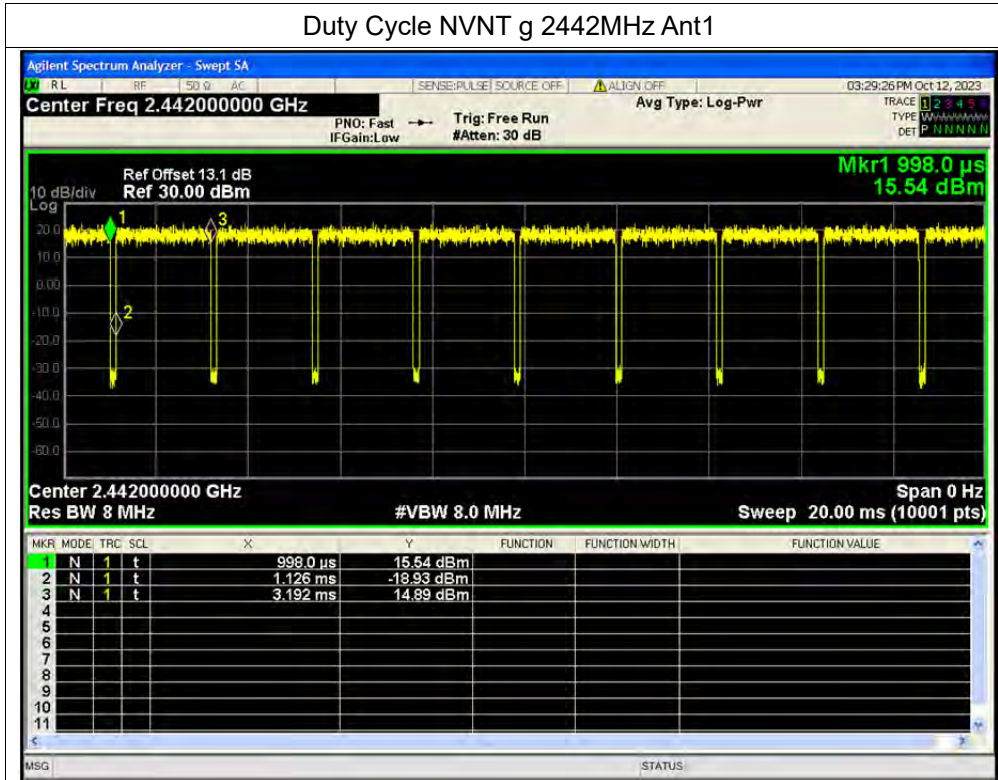 Duty Cycle NVNT g 2442MHz Ant1
Agilent Spectrum Analyzer - Swept SA
RL RF 50 Ω AC SENSE:PULSE SOURCE OFF ALIGN OFF 03:29:26 PM Oct 12, 2023
Center Freq 2.442000000 GHz Avg Type: Log-Pwr TRACE 1 2 3 4 5 6
PNO: Fast Trig: Free Run TYPE
IFGain:Low #Atten: 30 dB DET P N N N N N
Mkr1 998.0 µs
15.54 dBm
Ref Offset 13.1 dB
10 dB/div Ref 30.00 dBm
Log
1 3
20.0
10.0
0.00
-10.0 2
-20.0
-30.0
-40.0
-50.0
-60.0
Center 2.442000000 GHz Span 0 Hz
Res BW 8 MHz #VBW 8.0 MHz Sweep 20.00 ms (10001 pts)
MKR MODE TRC SCL X Y FUNCTION FUNCTION WIDTH FUNCTION VALUE
1 N 1 t 998.0 µs 15.54 dBm
2 N 1 t 1.126 ms -18.93 dBm
3 N 1 t 3.192 ms 14.89 dBm
4
5
6
7
8
9
10
11
MSG STATUS